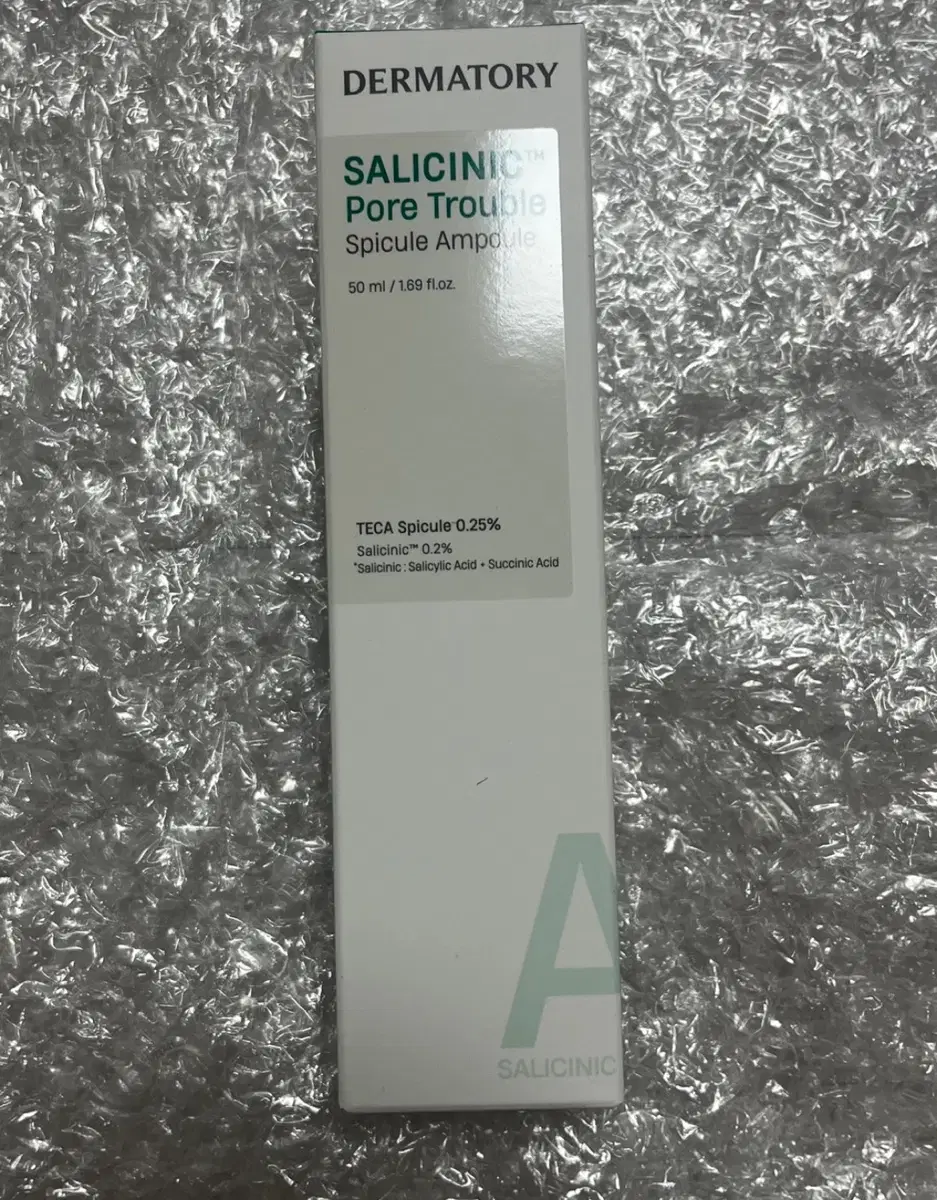 DERMATORY
SALICINIC™
Pore Trouble
Spicule Ampoule
50 ml / 1.69 fl.oz.
TECA Spicule 0.25%
Salicinic™ 0.2%
*Salicinic : Salicylic Acid + Succinic Acid
A
SALICINIC